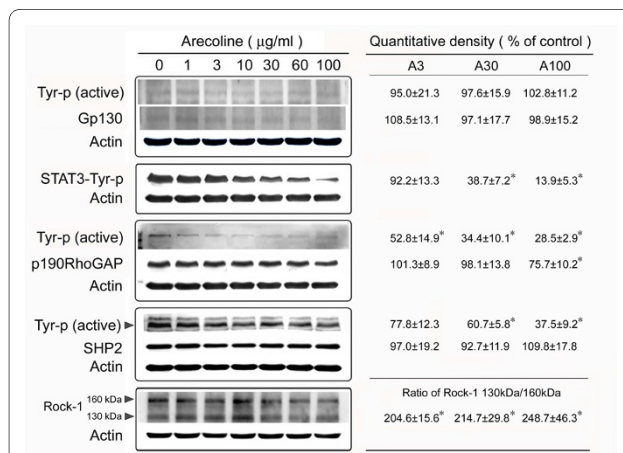 Arecoline ( μg/ml )    Quantitative density ( % of control )
0    1    3    10    30    60    100    A3    A30    A100
Tyr-p (active)    95.0±21.3    97.6±15.9    102.8±11.2
Gp130    108.5±13.1    97.1±17.7    98.9±15.2
Actin
STAT3-Tyr-p    92.2±13.3    38.7±7.2*    13.9±5.3*
Actin
Tyr-p (active)    52.8±14.9*    34.4±10.1*    28.5±2.9*
p190RhoGAP    101.3±8.9    98.1±13.8    75.7±10.2*
Actin
Tyr-p (active)    77.8±12.3    60.7±5.8*    37.5±9.2*
SHP2    97.0±19.2    92.7±11.9    109.8±17.8
Actin
Ratio of Rock-1 130kDa/160kDa
Rock-1    160 kDa
130 kDa    204.6±15.6*    214.7±29.8*    248.7±46.3*
Actin